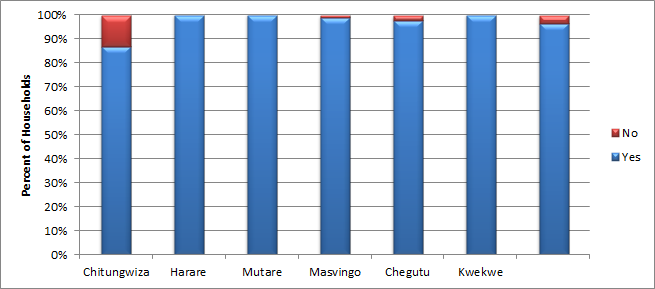 100%
90%
80%
70%
60%
50%
40%
30%
20%
10%
0%
Percent of Households
Chitungwiza Harare Mutare Masvingo Chegutu Kwekwe
No
Yes